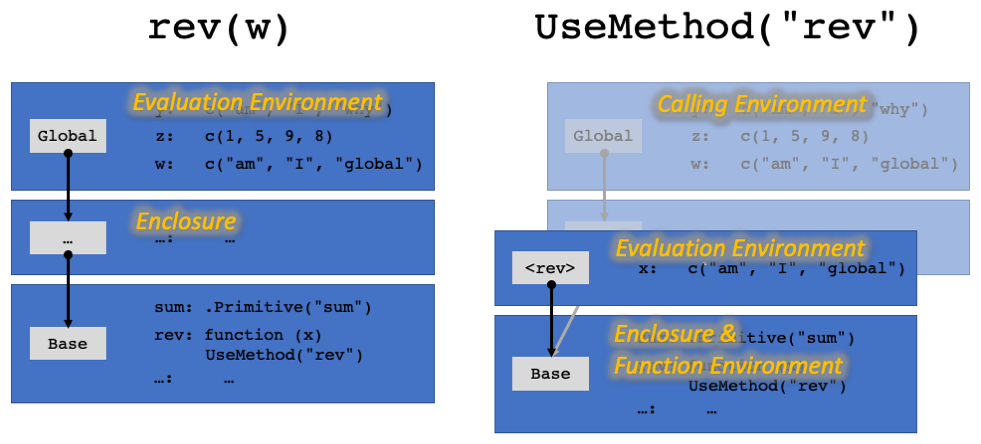 rev(w)
UseMethod("rev")
Evaluation Environment
"why")
Global
z: c(1, 5, 9, 8)
w: c("am", "I", "global")
Enclosure
…
…: …
sum: .Primitive("sum")
rev: function (x)
UseMethod("rev")
Base
…: …
Calling Environment
"why")
Global
z: c(1, 5, 9, 8)
w: c("am", "I", "global")
Evaluation Environment
<rev>
x: c("am", "I", "global")
Enclosure &
("sum")
Function Environment
Base
UseMethod("rev")
…: …